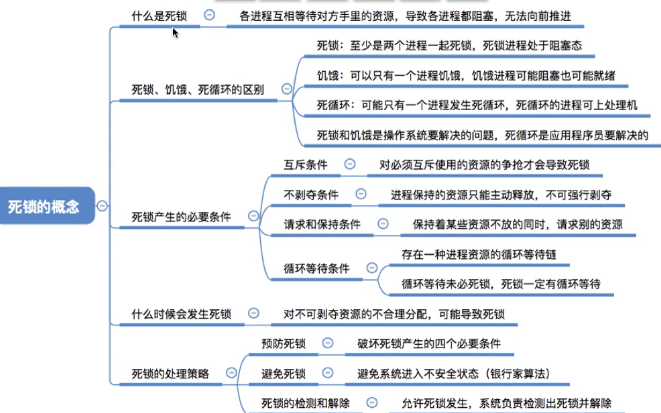 什么是死锁
各进程互相等待对方手里的资源，导致各进程都阻塞，无法向前推进
死锁、饥饿、死循环的区别
死锁：至少是两个进程一起死锁，死锁进程处于阻塞态
饥饿：可以只有一个进程饥饿，饥饿进程可能阻塞也可能就绪
死循环：可能只有一个进程发生死循环，死循环的进程可上处理机
死锁和饥饿是操作系统要解决的问题，死循环是应用程序员要解决的
死锁的概念
死锁产生的必要条件
互斥条件
对必须互斥使用的资源的争抢才会导致死锁
不剥夺条件
进程保持的资源只能主动释放，不可强行剥夺
请求和保持条件
保持着某些资源不放的同时，请求别的资源
循环等待条件
存在一种进程资源的循环等待链
循环等待未必死锁，死锁一定有循环等待
什么时候会发生死锁
对不可剥夺资源的不合理分配，可能导致死锁
死锁的处理策略
预防死锁
破坏死锁产生的四个必要条件
避免死锁
避免系统进入不安全状态（银行家算法）
死锁的检测和解除
允许死锁发生，系统负责检测出死锁并解除